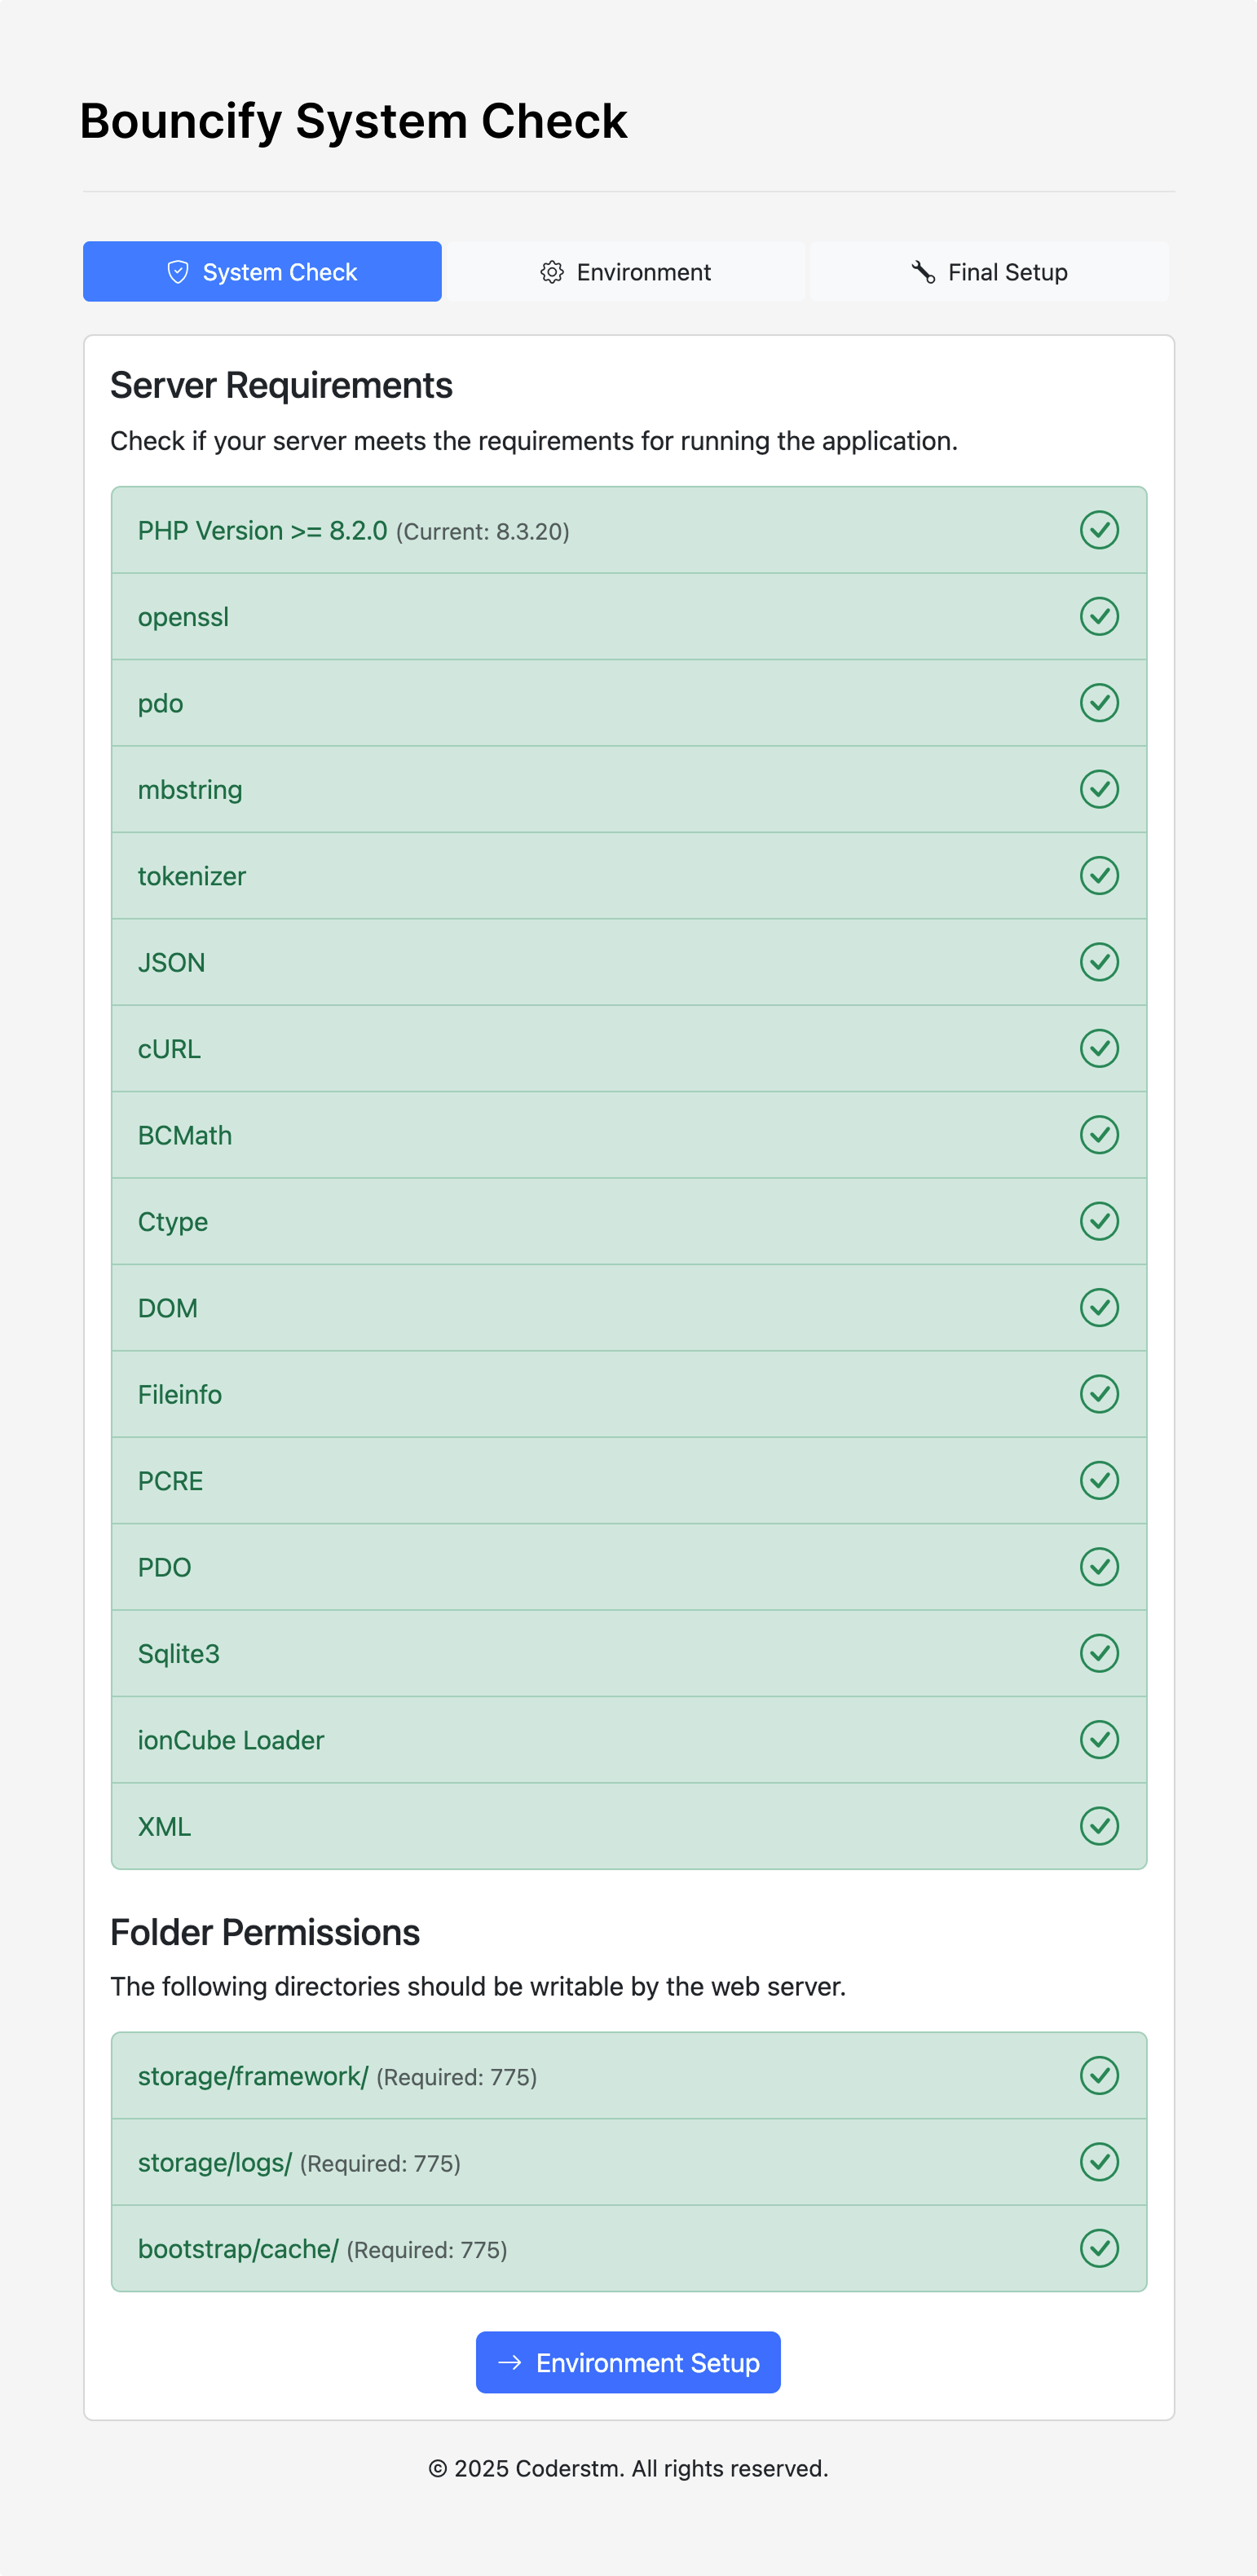 Bouncify System Check
System Check
Environment
Final Setup
Server Requirements
Check if your server meets the requirements for running the application.
PHP Version >= 8.2.0 (Current: 8.3.20)
openssl
pdo
mbstring
tokenizer
JSON
cURL
BCMath
Ctype
DOM
Fileinfo
PCRE
PDO
Sqlite3
ionCube Loader
XML
Folder Permissions
The following directories should be writable by the web server.
storage/framework/ (Required: 775)
storage/logs/ (Required: 775)
bootstrap/cache/ (Required: 775)
Environment Setup
© 2025 Coderstm. All rights reserved.